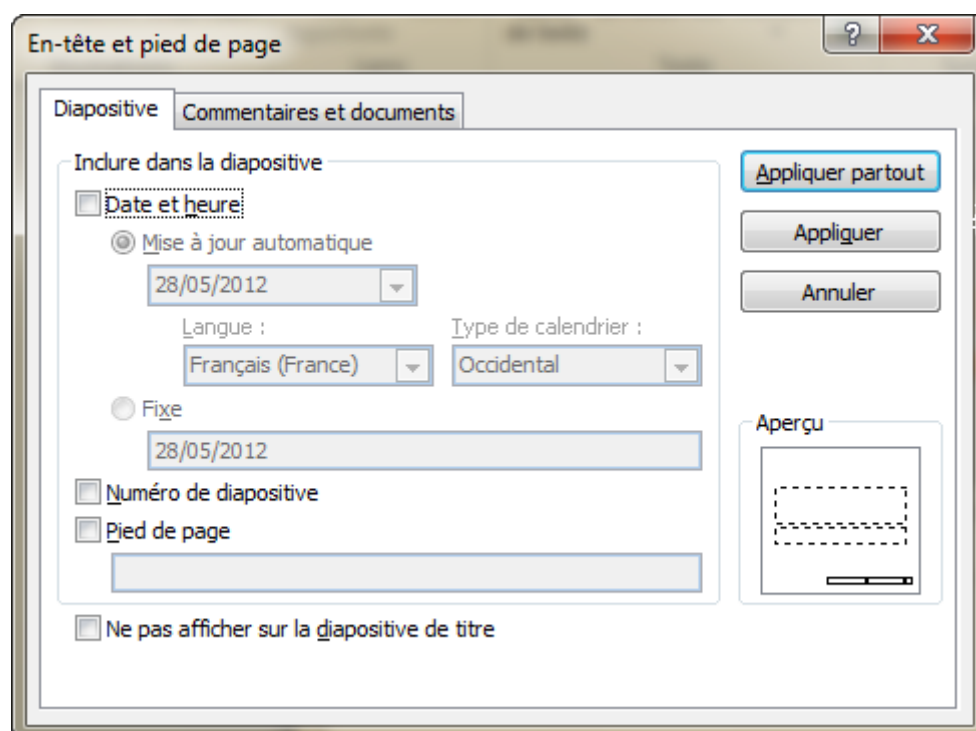 En-tête et pied de page
Diapositive
Commentaires et documents
Inclure dans la diapositive
Date et heure
Mise à jour automatique
28/05/2012
Langue :
Type de calendrier :
Français (France)
Occidental
Fixe
28/05/2012
Numéro de diapositive
Pied de page
Ne pas afficher sur la diapositive de titre
Appliquer partout
Appliquer
Annuler
Aperçu